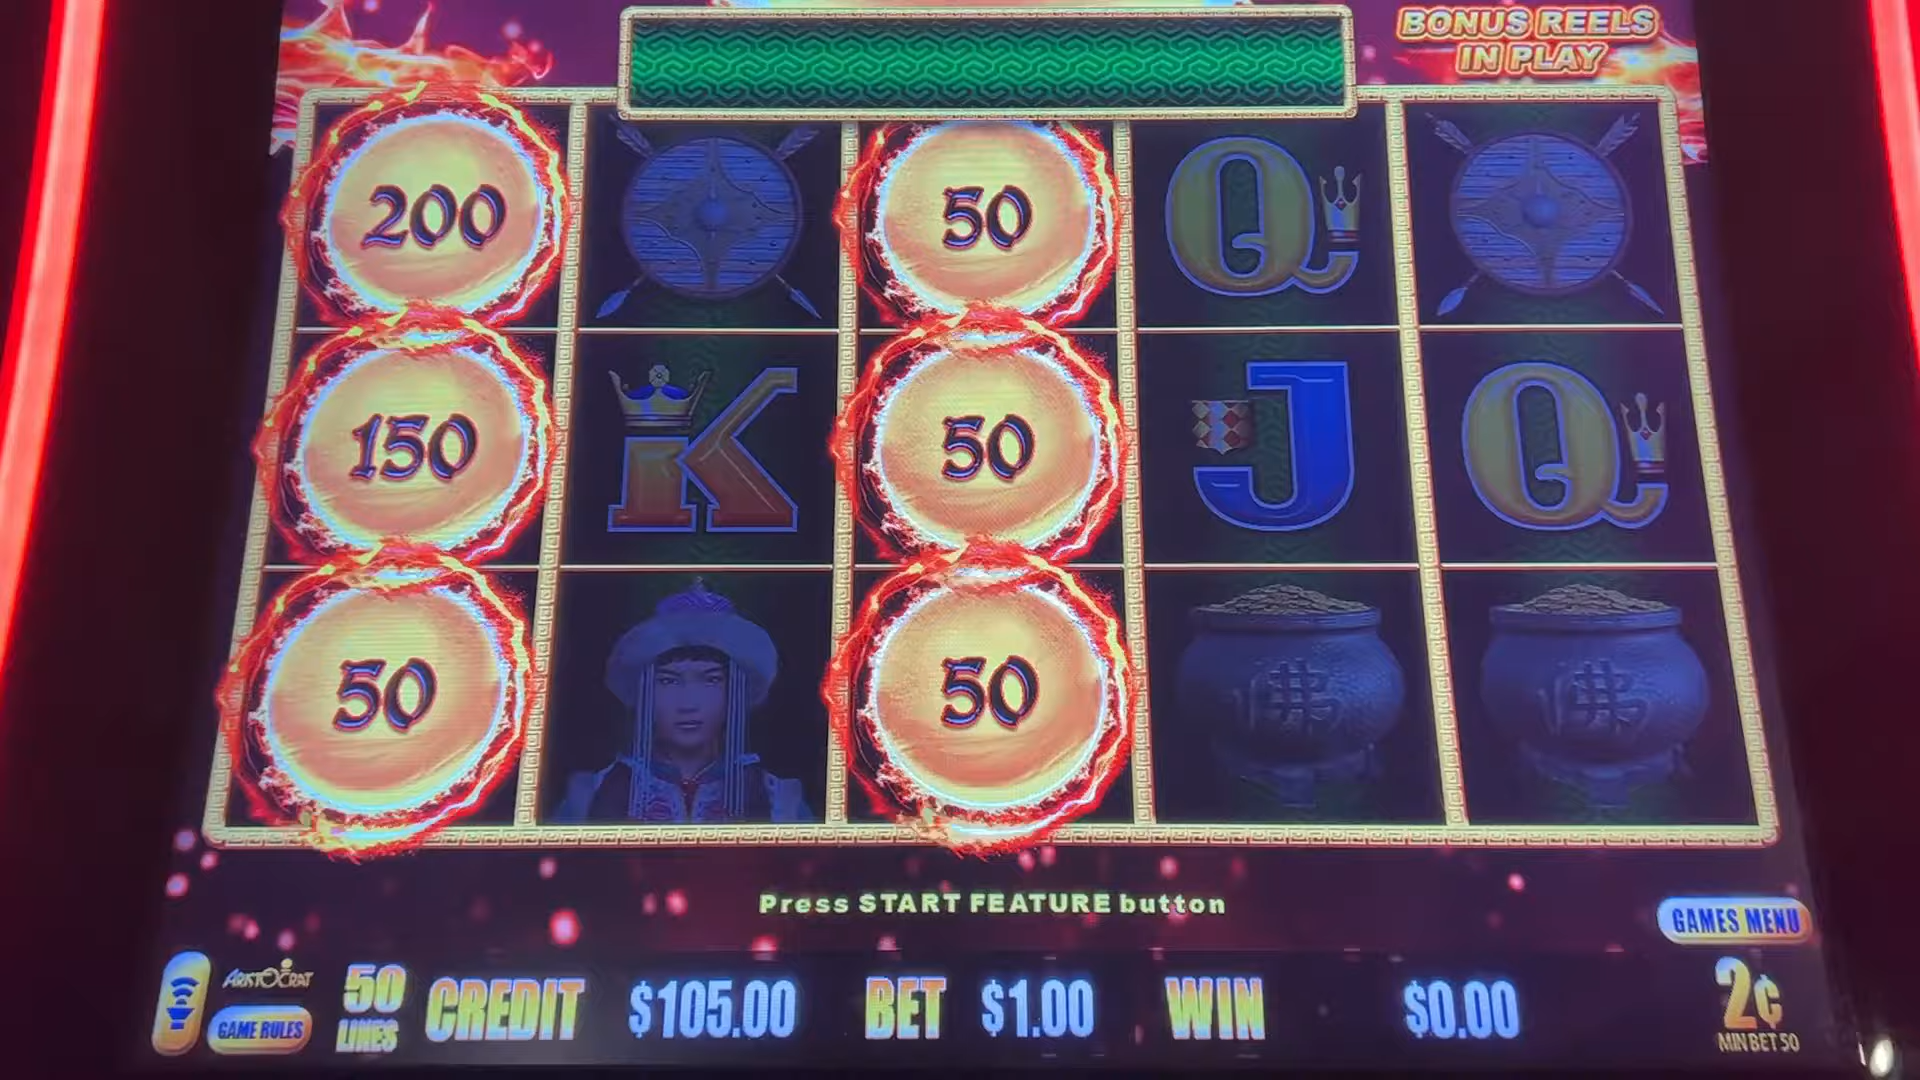 BONUS REELS
IN PLAY
200
50
Q
150
K
50
J
Q
50
50
Press START FEATURE button
GAMES MENU
ARISTOCRAT
GAME RULES
50
LINES
CREDIT $105.00
BET $1.00
WIN $0.00
2¢
MIN BET 50